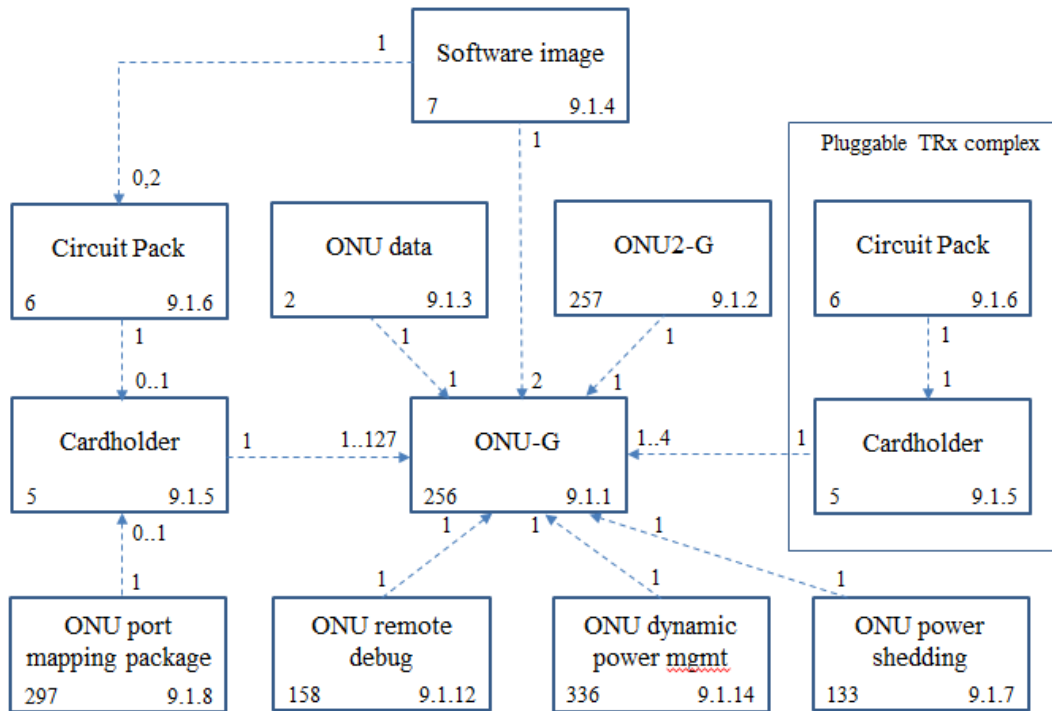 Software image
7 9.1.4
1
1
0,2
Pluggable TRx complex
Circuit Pack
6 9.1.6
ONU data
2 9.1.3
ONU2-G
257 9.1.2
Circuit Pack
6 9.1.6
1
0..1
1
1
2
1
1
1
1
Cardholder
5 9.1.5
1
1..127
ONU-G
256 9.1.1
1..4
1
Cardholder
5 9.1.5
0..1
1
1
1
1
1
1
1
ONU port
mapping package
297 9.1.8
ONU remote
debug
158 9.1.12
ONU dynamic
power mgmt
336 9.1.14
ONU power
shedding
133 9.1.7